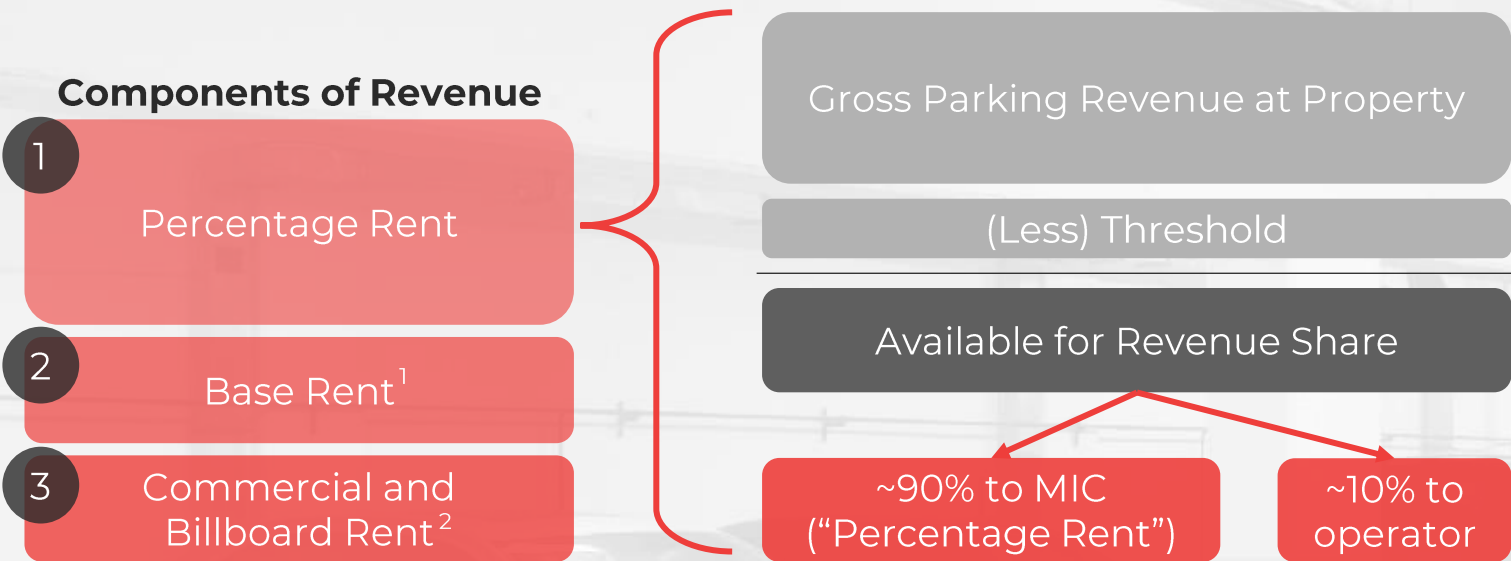 Components of Revenue
1
Percentage Rent
2
Base Rent¹
3
Commercial and
Billboard Rent²
Gross Parking Revenue at Property
(Less) Threshold
Available for Revenue Share
~90% to MIC
(“Percentage Rent”)
~10% to
operator